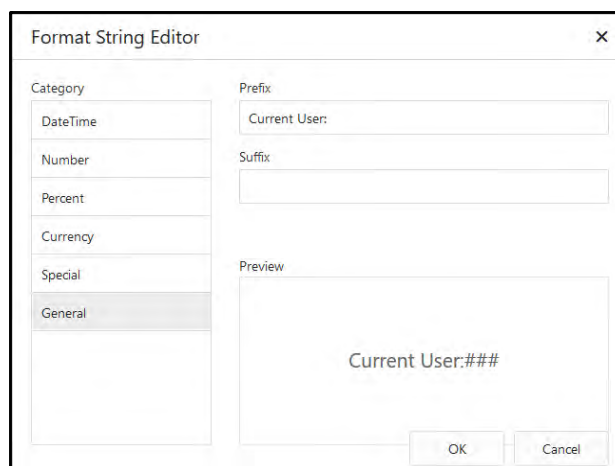 Format String Editor ×
Category
DateTime
Number
Percent
Currency
Special
General
Prefix
Current User:
Suffix
Preview
Current User:###
OK
Cancel